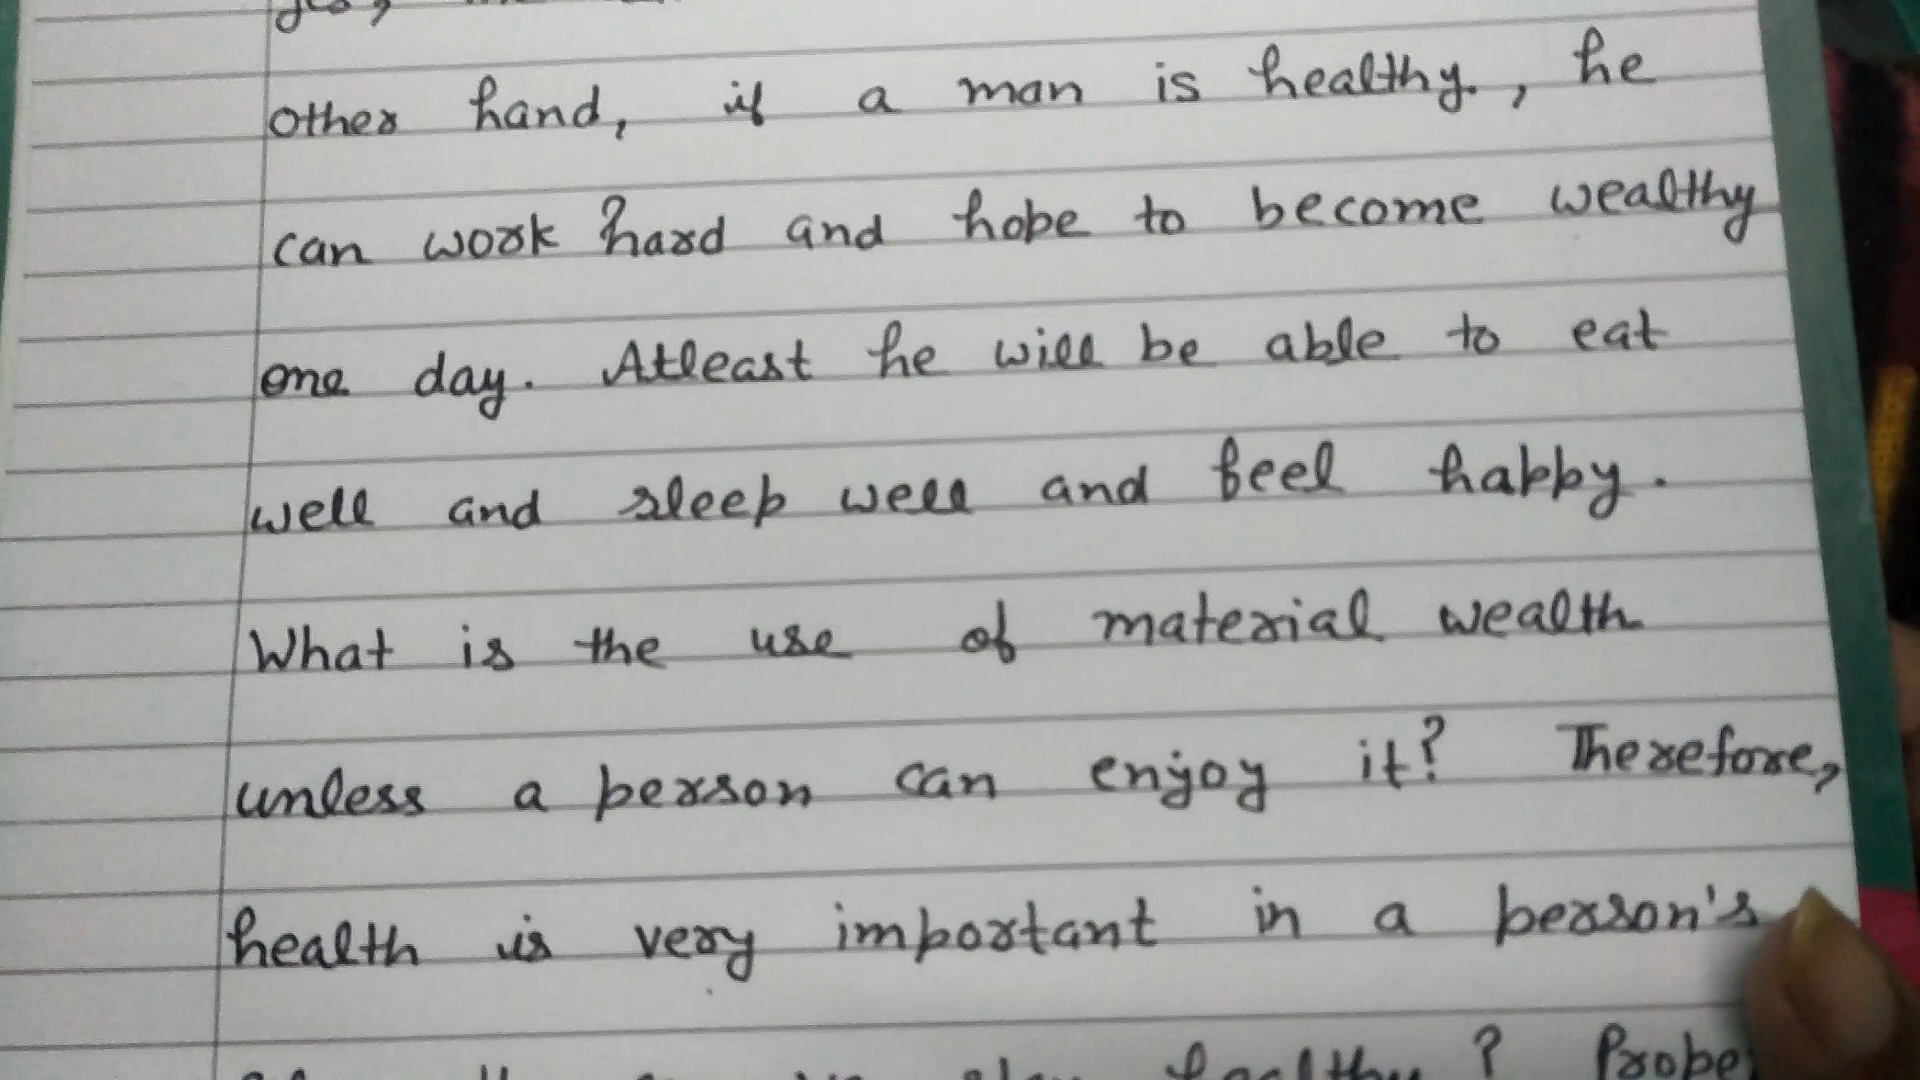 other hand, if a man is healthy, he
can work hard and hope to become wealthy
one day. Atleast he will be able to eat
well and sleep well and feel happy.
What is the use of material wealth
unless a person can enjoy it? Therefore,
health is very important in a person's
healthy? Prope